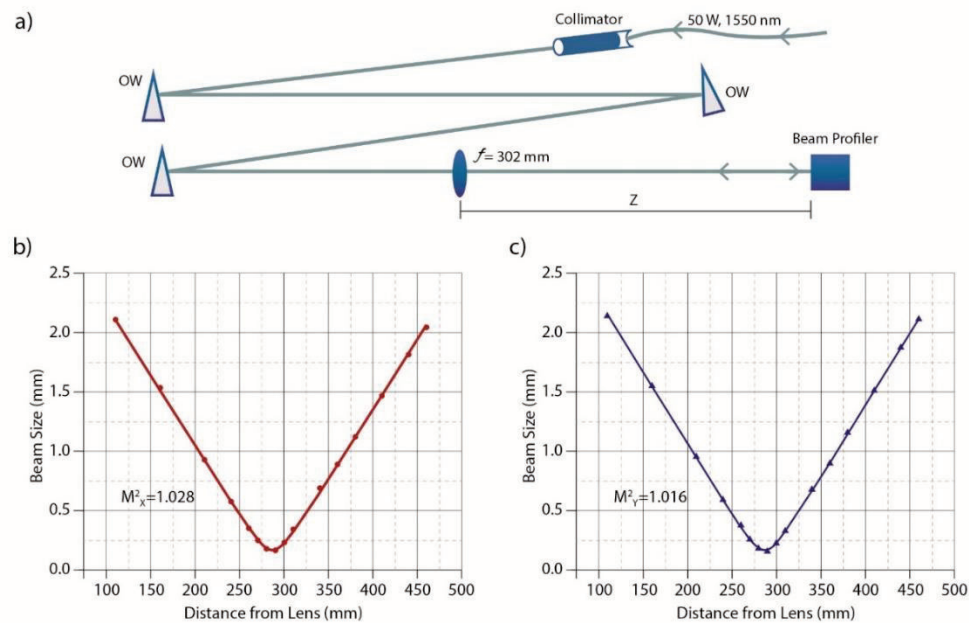 a)
Collimator
50 W, 1550 nm
OW
OW
OW
f = 302 mm
Beam Profiler
Z
b)
2.5
2.0
1.5
1.0
0.5
0.0
Beam Size (mm)
M²X=1.028
100 150 200 250 300 350 400 450 500
Distance from Lens (mm)
c)
2.5
2.0
1.5
1.0
0.5
0.0
Beam Size (mm)
M²Y=1.016
100 150 200 250 300 350 400 450 500
Distance from Lens (mm)